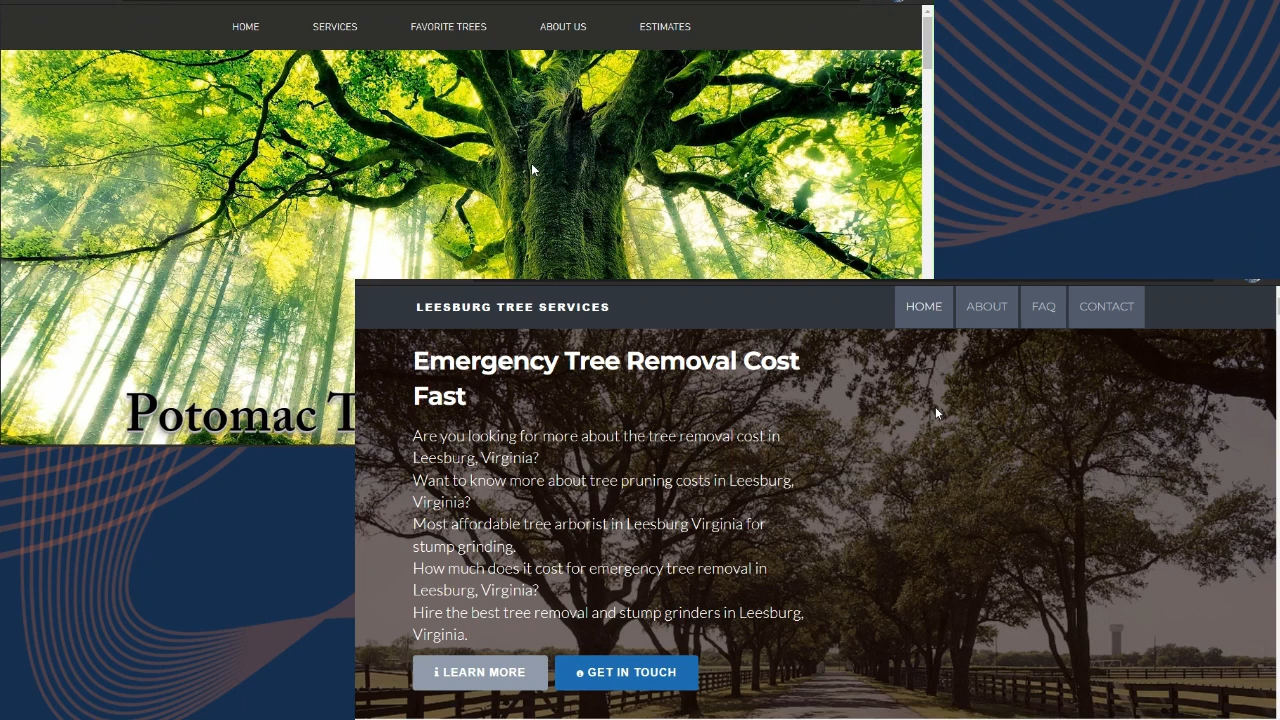 HOME SERVICES FAVORITE TREES ABOUT US ESTIMATES
Potomac T
LEESBURG TREE SERVICES HOME ABOUT FAQ CONTACT
Emergency Tree Removal Cost
Fast
Are you looking for more about the tree removal cost in
Leesburg, Virginia?
Want to know more about tree pruning costs in Leesburg,
Virginia?
Most affordable tree arborist in Leesburg Virginia for
stump grinding.
How much does it cost for emergency tree removal in
Leesburg, Virginia?
Hire the best tree removal and stump grinders in Leesburg,
Virginia.
LEARN MORE GET IN TOUCH